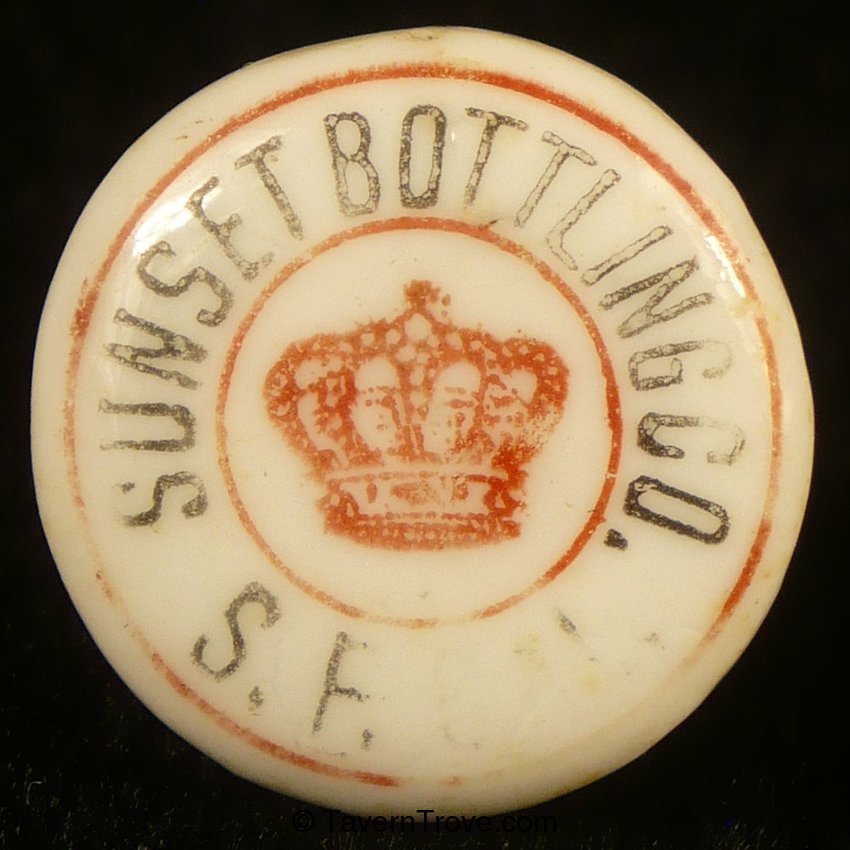 SUNSET BOTTLING CO.
S. F.
© TavernTrove.com